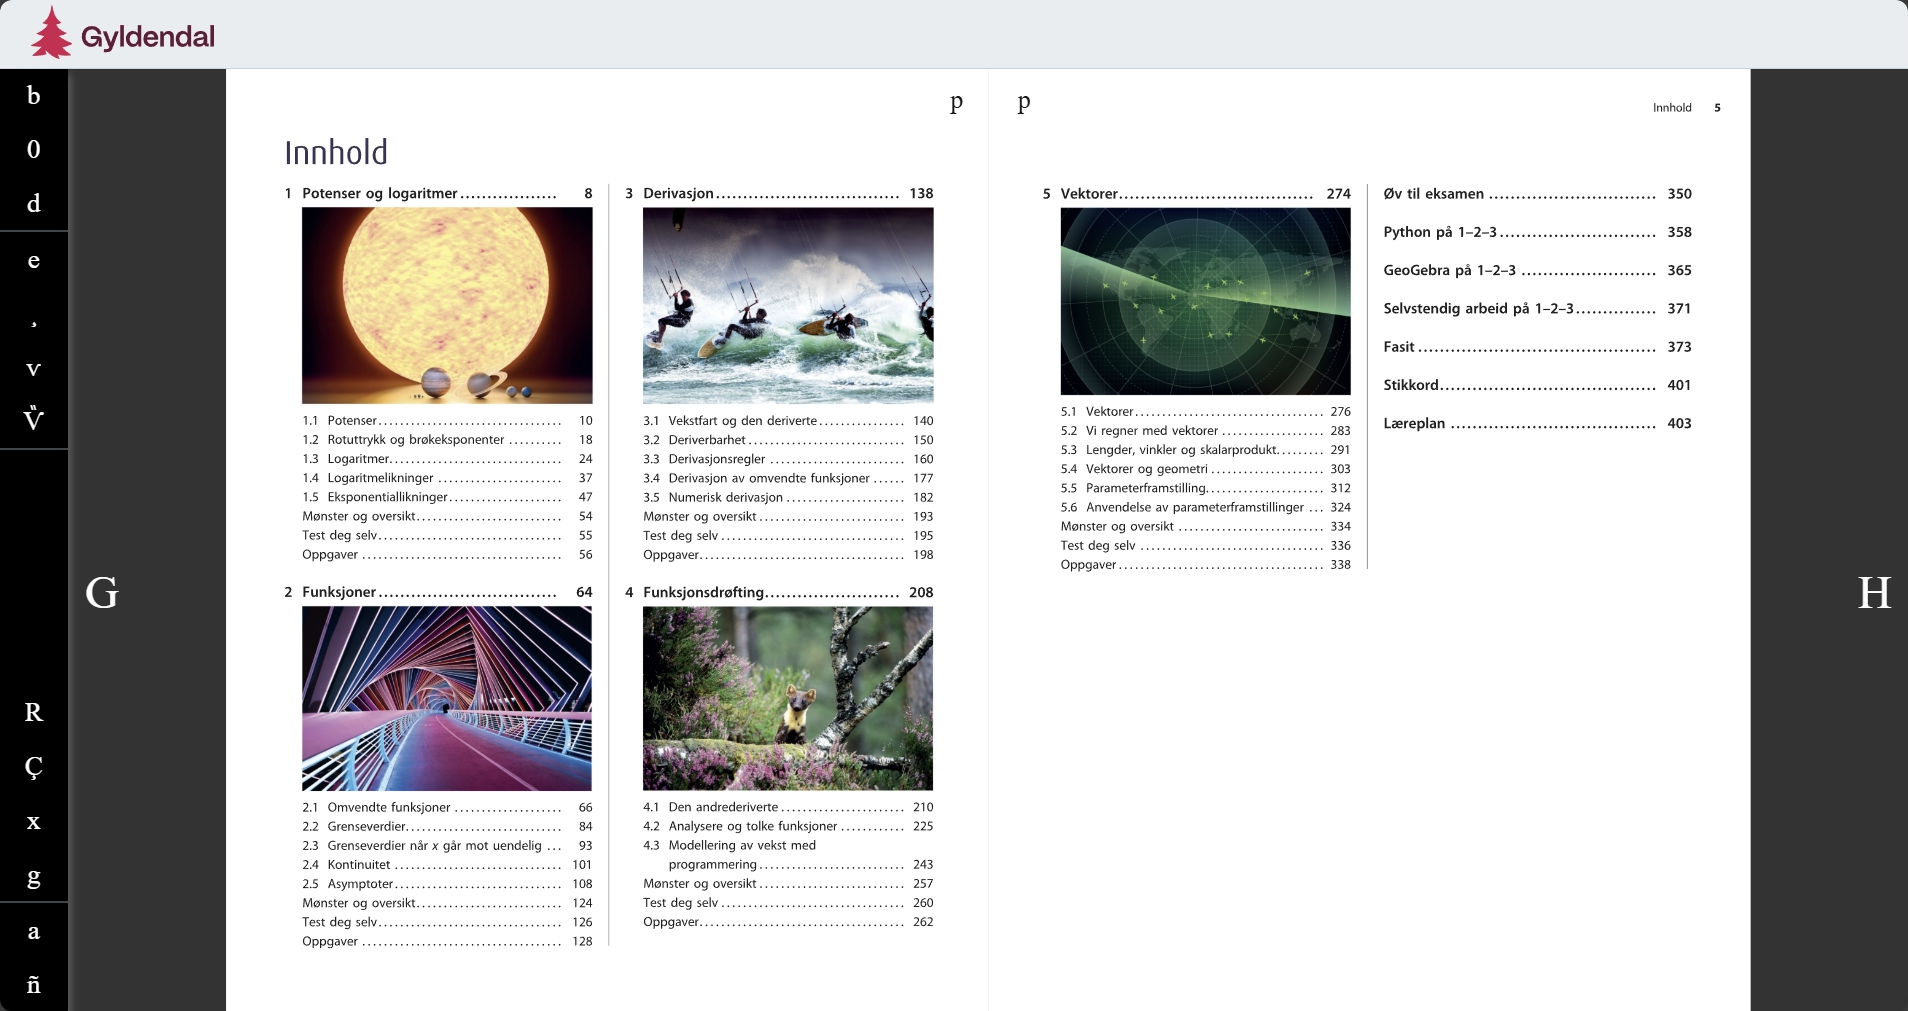 Gyldendal
b
0
d
e
¸
v
R
Ç
x
g
a
ñ
G
H
p
p
Innhold 5
Innhold
1 Potenser og logaritmer .................. 8
1.1 Potenser .................................. 10
1.2 Rotuttrykk og brøkeksponenter .......... 18
1.3 Logaritmer ................................ 24
1.4 Logaritmelikninger ....................... 37
1.5 Eksponentiallikninger ..................... 47
Mønster og oversikt ........................... 54
Test deg selv .................................. 55
Oppgaver ..................................... 56
2 Funksjoner ................................ 64
2.1 Omvendte funksjoner .................... 66
2.2 Grenseverdier ............................. 84
2.3 Grenseverdier når x går mot uendelig ... 93
2.4 Kontinuitet ............................... 101
2.5 Asymptoter ............................... 108
Mønster og oversikt ........................... 124
Test deg selv .................................. 126
Oppgaver ..................................... 128
3 Derivasjon ................................. 138
3.1 Vekstfart og den deriverte ................ 140
3.2 Deriverbarhet ............................. 150
3.3 Derivasjonsregler ......................... 160
3.4 Derivasjon av omvendte funksjoner ...... 177
3.5 Numerisk derivasjon ...................... 182
Mønster og oversikt ........................... 193
Test deg selv .................................. 195
Oppgaver ...................................... 198
4 Funksjonsdrøfting ........................ 208
4.1 Den andrederiverte ....................... 210
4.2 Analysere og tolke funksjoner ............ 225
4.3 Modellering av vekst med
programmering ........................... 243
Mønster og oversikt ........................... 257
Test deg selv .................................. 260
Oppgaver ...................................... 262
5 Vektorer ................................... 274
5.1 Vektorer ................................... 276
5.2 Vi regner med vektorer ................... 283
5.3 Lengder, vinkler og skalarprodukt ........ 291
5.4 Vektorer og geometri ..................... 303
5.5 Parameterframstilling ..................... 312
5.6 Anvendelse av parameterframstillinger ... 324
Mønster og oversikt ........................... 334
Test deg selv .................................. 336
Oppgaver ...................................... 338
Øv til eksamen ............................... 350
Python på 1–2–3 ............................. 358
GeoGebra på 1–2–3 ......................... 365
Selvstendig arbeid på 1–2–3 ............... 371
Fasit ............................................ 373
Stikkord ........................................ 401
Læreplan ...................................... 403